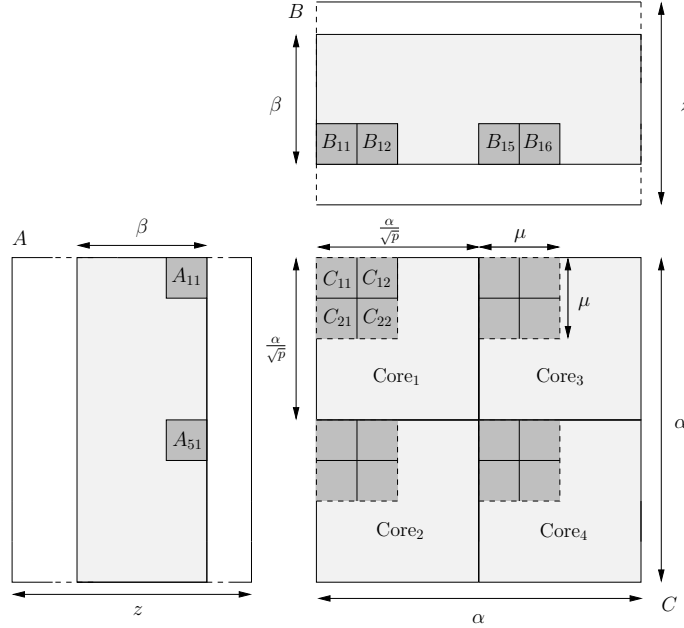 B
β
B₁₁ B₁₂ B₁₅ B₁₆
A
β
α/√p
μ
A₁₁
C₁₁ C₁₂
C₂₁ C₂₂
μ
α/√p
Core₁ Core₃
α
A₅₁
Core₂ Core₄
z
α
C